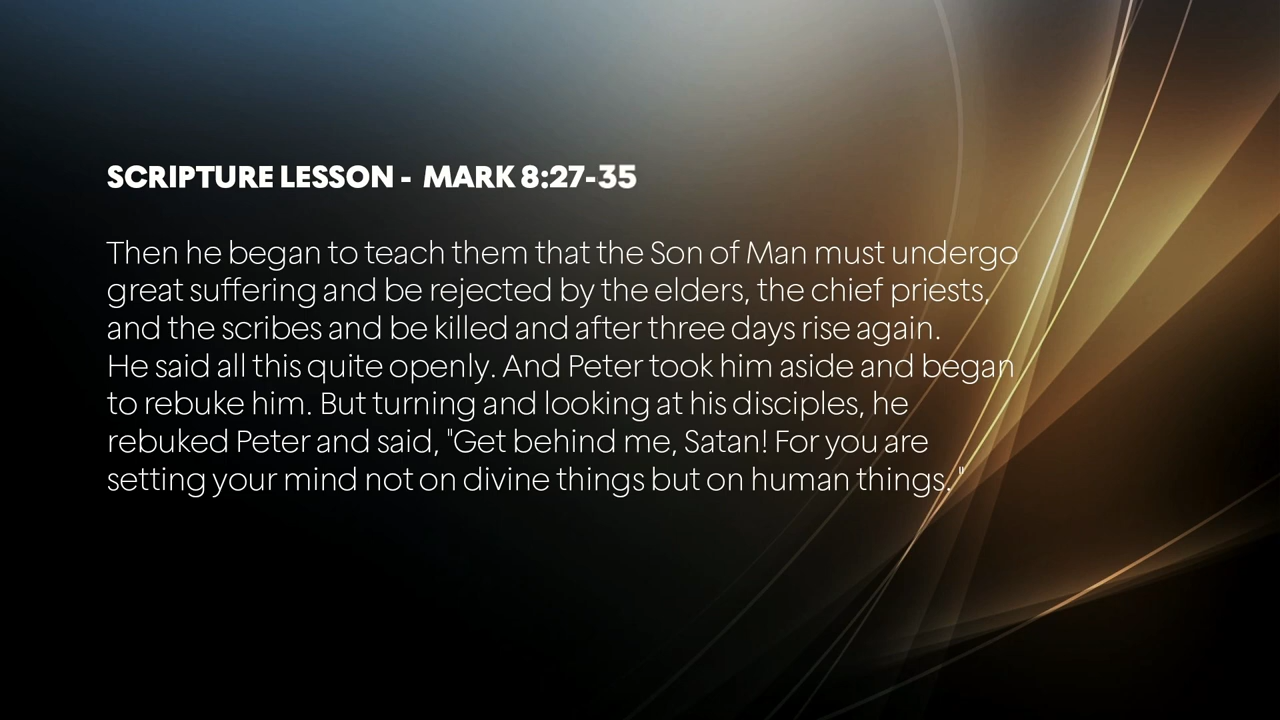 SCRIPTURE LESSON -  MARK 8:27-35
Then he began to teach them that the Son of Man must undergo
great suffering and be rejected by the elders, the chief priests,
and the scribes and be killed and after three days rise again.
He said all this quite openly. And Peter took him aside and began
to rebuke him. But turning and looking at his disciples, he
rebuked Peter and said, "Get behind me, Satan! For you are
setting your mind not on divine things but on human things."